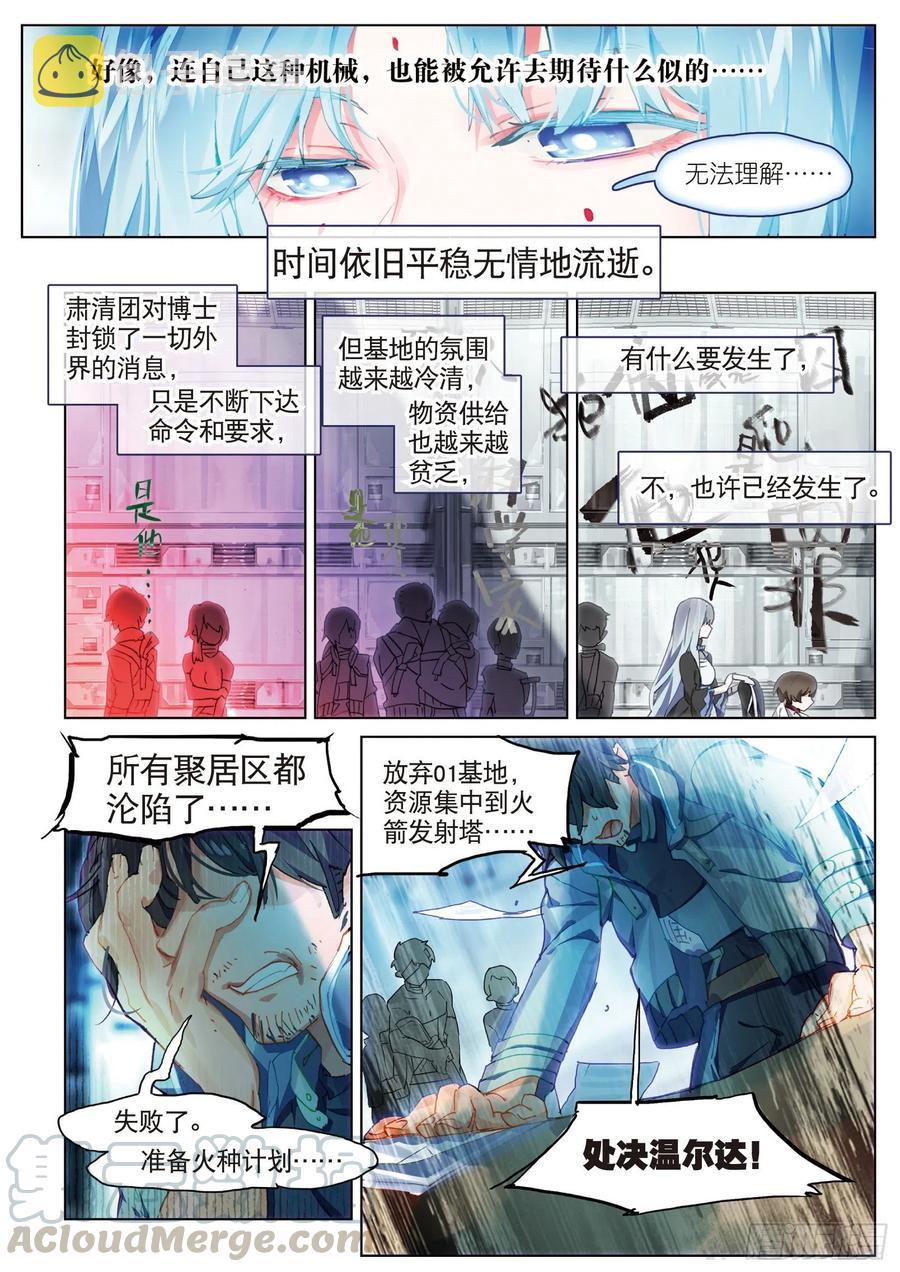 好像，连自己这种机械，也能被允许去期待什么似的……
无法理解……
时间依旧平稳无情地流逝。
肃清团对博士
封锁了一切外
界的消息，
只是不断下达
命令和要求，
但基地的氛围
越来越冷清，
物资供给
也越来越
贫乏，
有什么要发生了，
不，也许已经发生了。
是
他
所有聚居区都
沦陷了……
放弃01基地，
资源集中到火
箭发射塔……
失败了。
准备火种计划……
处决温尔达！
ACloudMerge.com